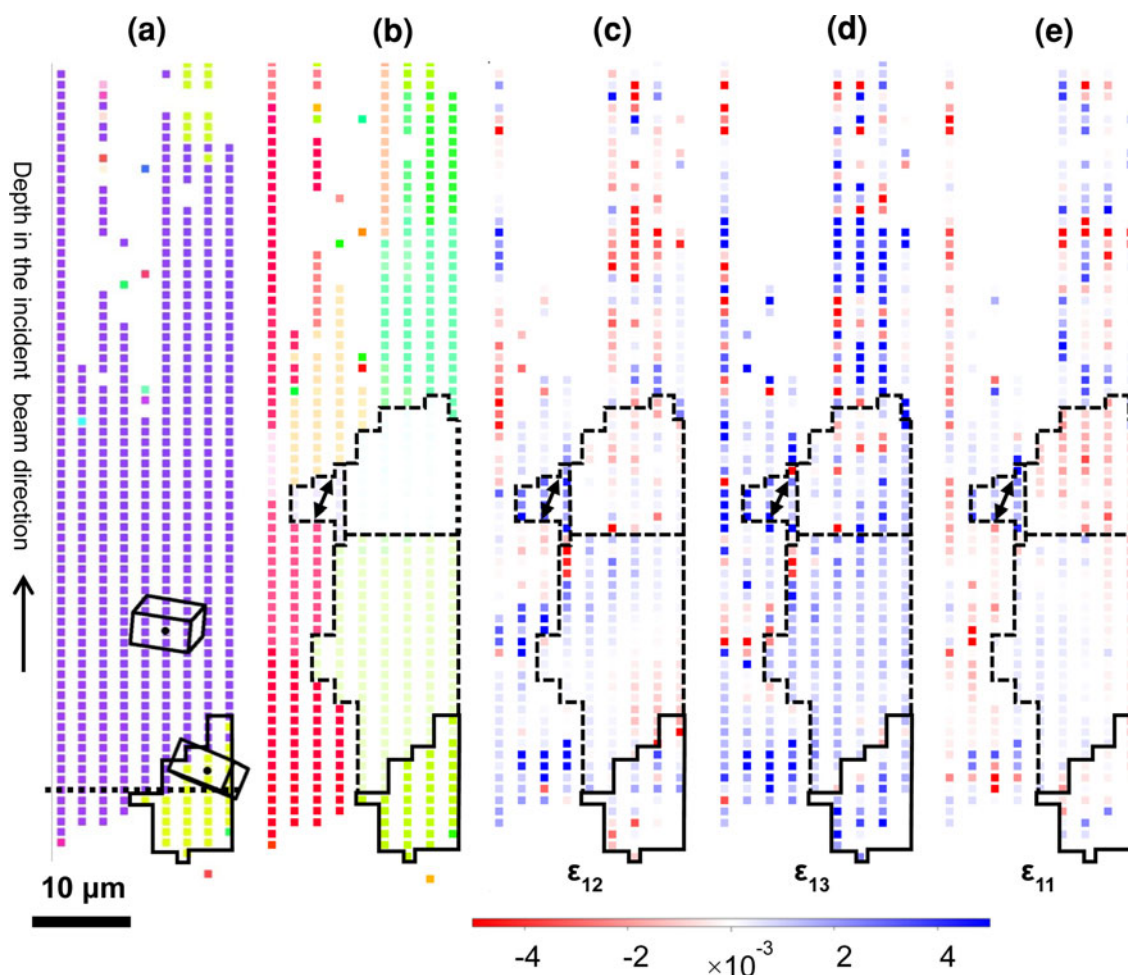 (a) (b) (c) (d) (e)
Depth in the incident beam direction
10 μm
ε12 ε13 ε11
-4 -2 ×10-3 2 4